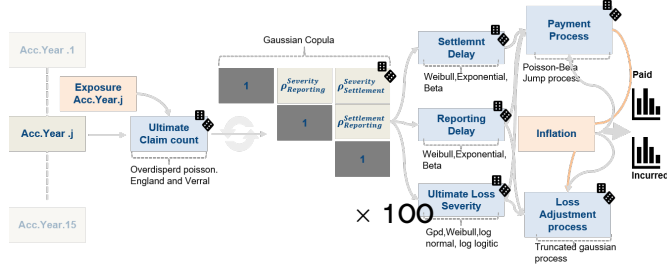 Acc.Year .1
Exposure
Acc.Year.j
Acc.Year .j
Acc.Year.15
Ultimate
Claim count
Overdisperd poisson.
England and Verral
Gaussian Copula
1
ρ Severity Reporting
ρ Severity Settlement
1
ρ Settlement Reporting
1
× 100
Settlemnt
Delay
Weibull,Exponential,
Beta
Reporting
Delay
Weibull,Exponential,
Beta
Ultimate Loss
Severity
Gpd,Weibull,log
normal, log logitic
Payment
Process
Poisson-Beta
Jump process
Inflation
Loss
Adjustment
process
Truncated gaussian
process
Paid
Incurred